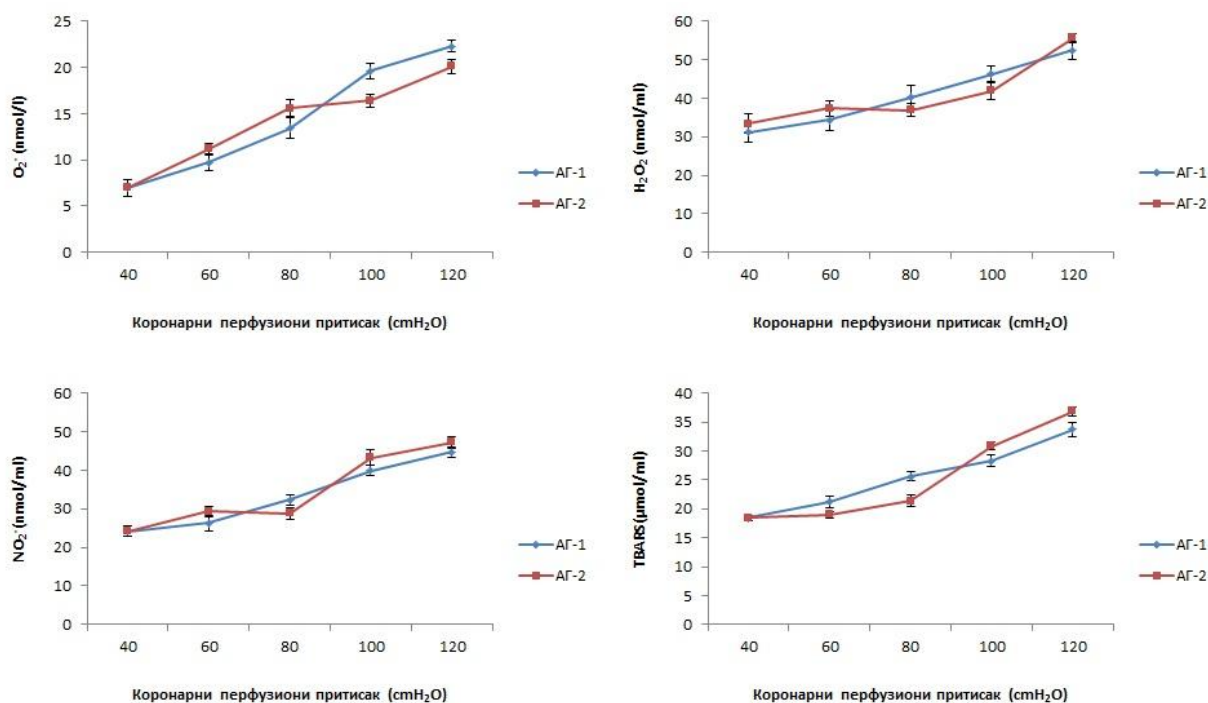 25
20
15
10
5
0
O₂⁻ (nmol/l)
40 60 80 100 120
Коронарни перфузиони притисак (cmH₂O)
АГ-1
АГ-2
60
50
40
30
20
10
0
H₂O₂ (nmol/ml)
40 60 80 100 120
Коронарни перфузиони притисак (cmH₂O)
АГ-1
АГ-2
60
50
40
30
20
10
0
NO₂⁻(nmol/ml)
40 60 80 100 120
Коронарни перфузиони притисак (cmH₂O)
АГ-1
АГ-2
40
35
30
25
20
15
10
5
0
TBARS(µmol/ml)
40 60 80 100 120
Коронарни перфузиони притисак (cmH₂O)
АГ-1
АГ-2